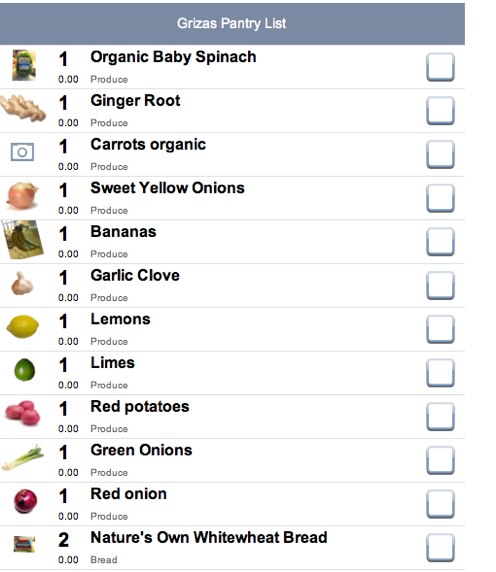 Grizas Pantry List
1 Organic Baby Spinach
0.00 Produce
1 Ginger Root
0.00 Produce
1 Carrots organic
0.00 Produce
1 Sweet Yellow Onions
0.00 Produce
1 Bananas
0.00 Produce
1 Garlic Clove
0.00 Produce
1 Lemons
0.00 Produce
1 Limes
0.00 Produce
1 Red potatoes
0.00 Produce
1 Green Onions
0.00 Produce
1 Red onion
0.00 Produce
2 Nature's Own Whitewheat Bread
0.00 Bread